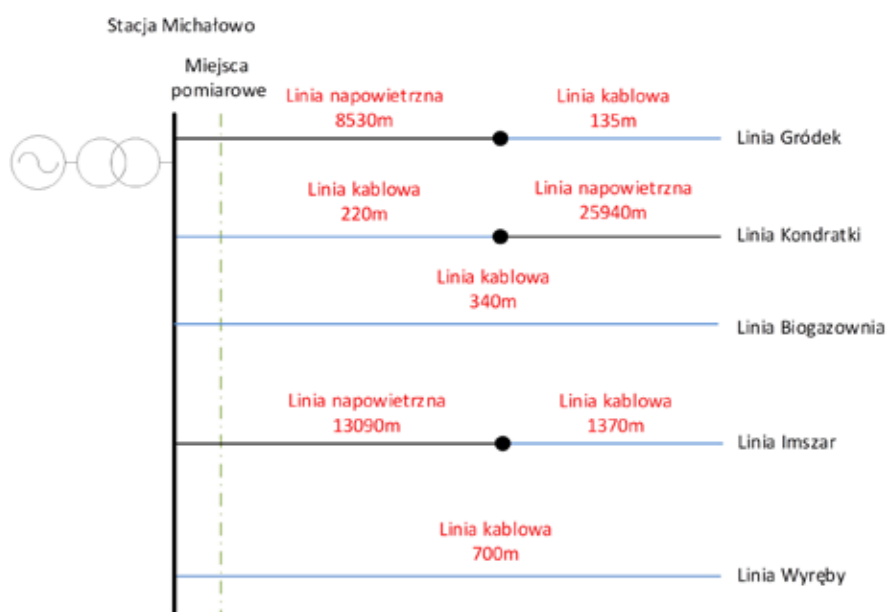 Stacja Michałowo
Miejsca
pomiarowe
Linia napowietrzna
8530m
Linia kablowa
135m
Linia Gródek
Linia kablowa
220m
Linia napowietrzna
25940m
Linia Kondratki
Linia kablowa
340m
Linia Biogazownia
Linia napowietrzna
13090m
Linia kablowa
1370m
Linia Imszar
Linia kablowa
700m
Linia Wyręby